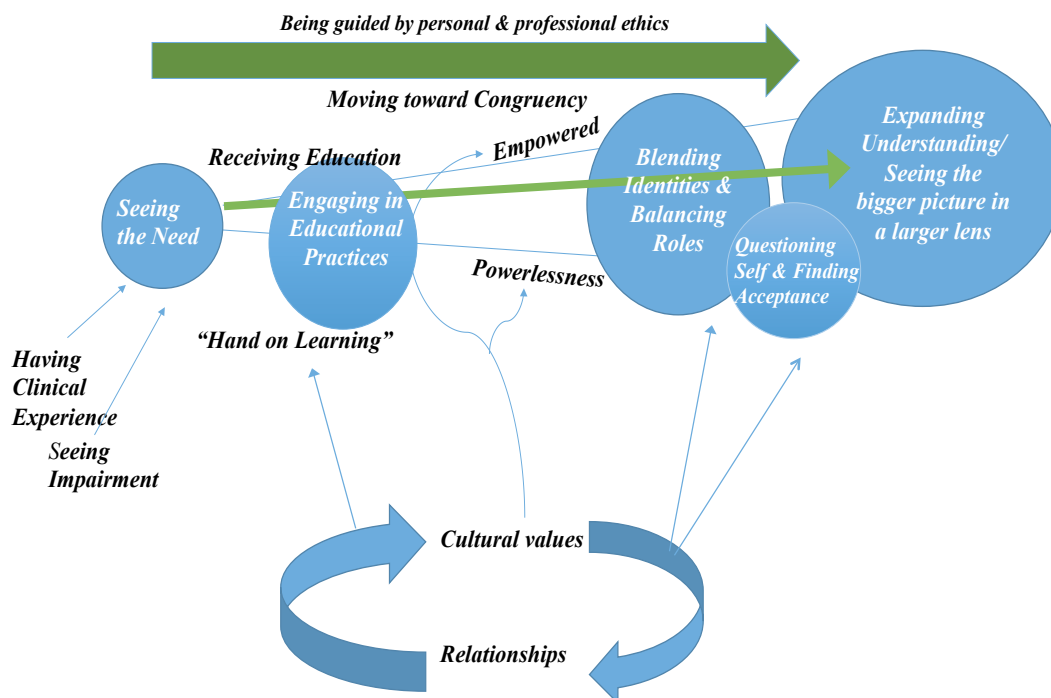 Being guided by personal & professional ethics
Moving toward Congruency
Empowered
Receiving Education
Seeing
the Need
Engaging in
Educational
Practices
Blending
Identities &
Balancing
Roles
Expanding
Understanding/
Seeing the
bigger picture in
a larger lens
Questioning
Self & Finding
Acceptance
Powerlessness
“Hand on Learning”
Having
Clinical
Experience
Seeing
Impairment
Cultural values
Relationships